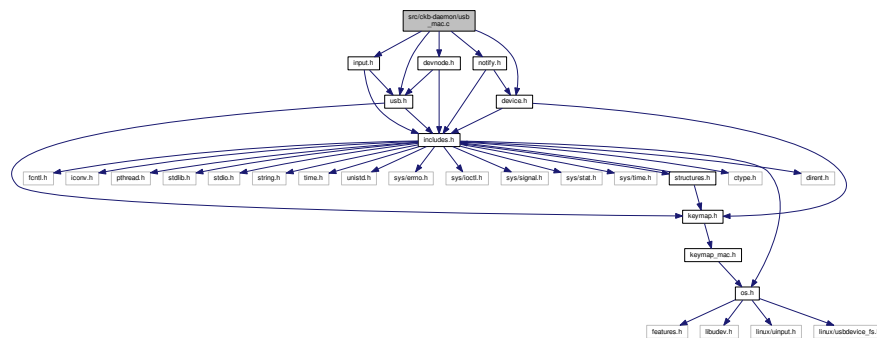 src/ckb-daemon/usb
_mac.c
input.h
devnode.h
notify.h
usb.h
device.h
includes.h
fcntl.h
iconv.h
pthread.h
stdlib.h
stdio.h
string.h
time.h
unistd.h
sys/errno.h
sys/ioctl.h
sys/signal.h
sys/stat.h
sys/time.h
structures.h
ctype.h
dirent.h
keymap.h
keymap_mac.h
os.h
features.h
libudev.h
linux/uinput.h
linux/usbdevice_fs.